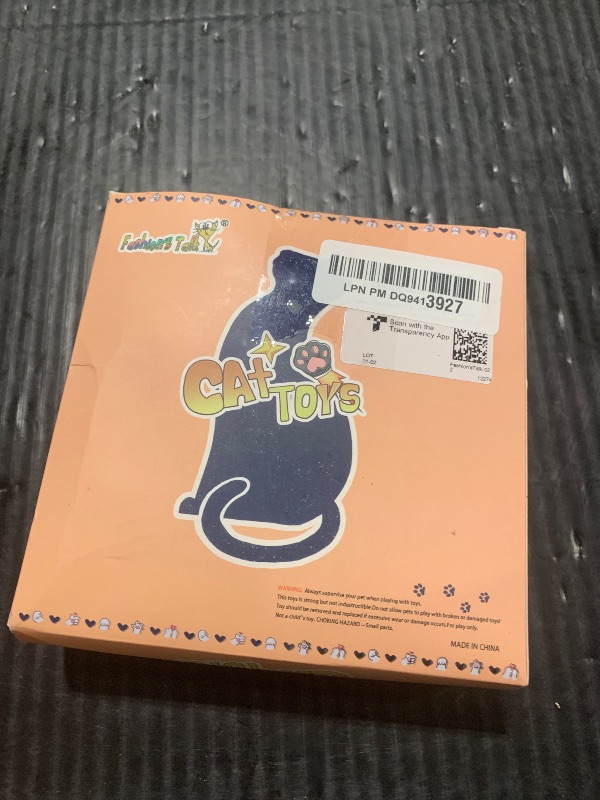 Fashion's Talk ®
LPN PM DQ9413927
Scan with the
Transparency App
LOT
FashionsTalk-02
12274
CAt
TOYS
WARNING: Always supervise your pet when playing with toys.
This toys is strong but not indestructible.Do not allow pets to play with broken or damaged toys!
Toy should be removed and replaced if excessive wear or damage occurs.For play only.
Not a child's toy. CHOKING HAZARD -- Small parts.
MADE IN CHINA